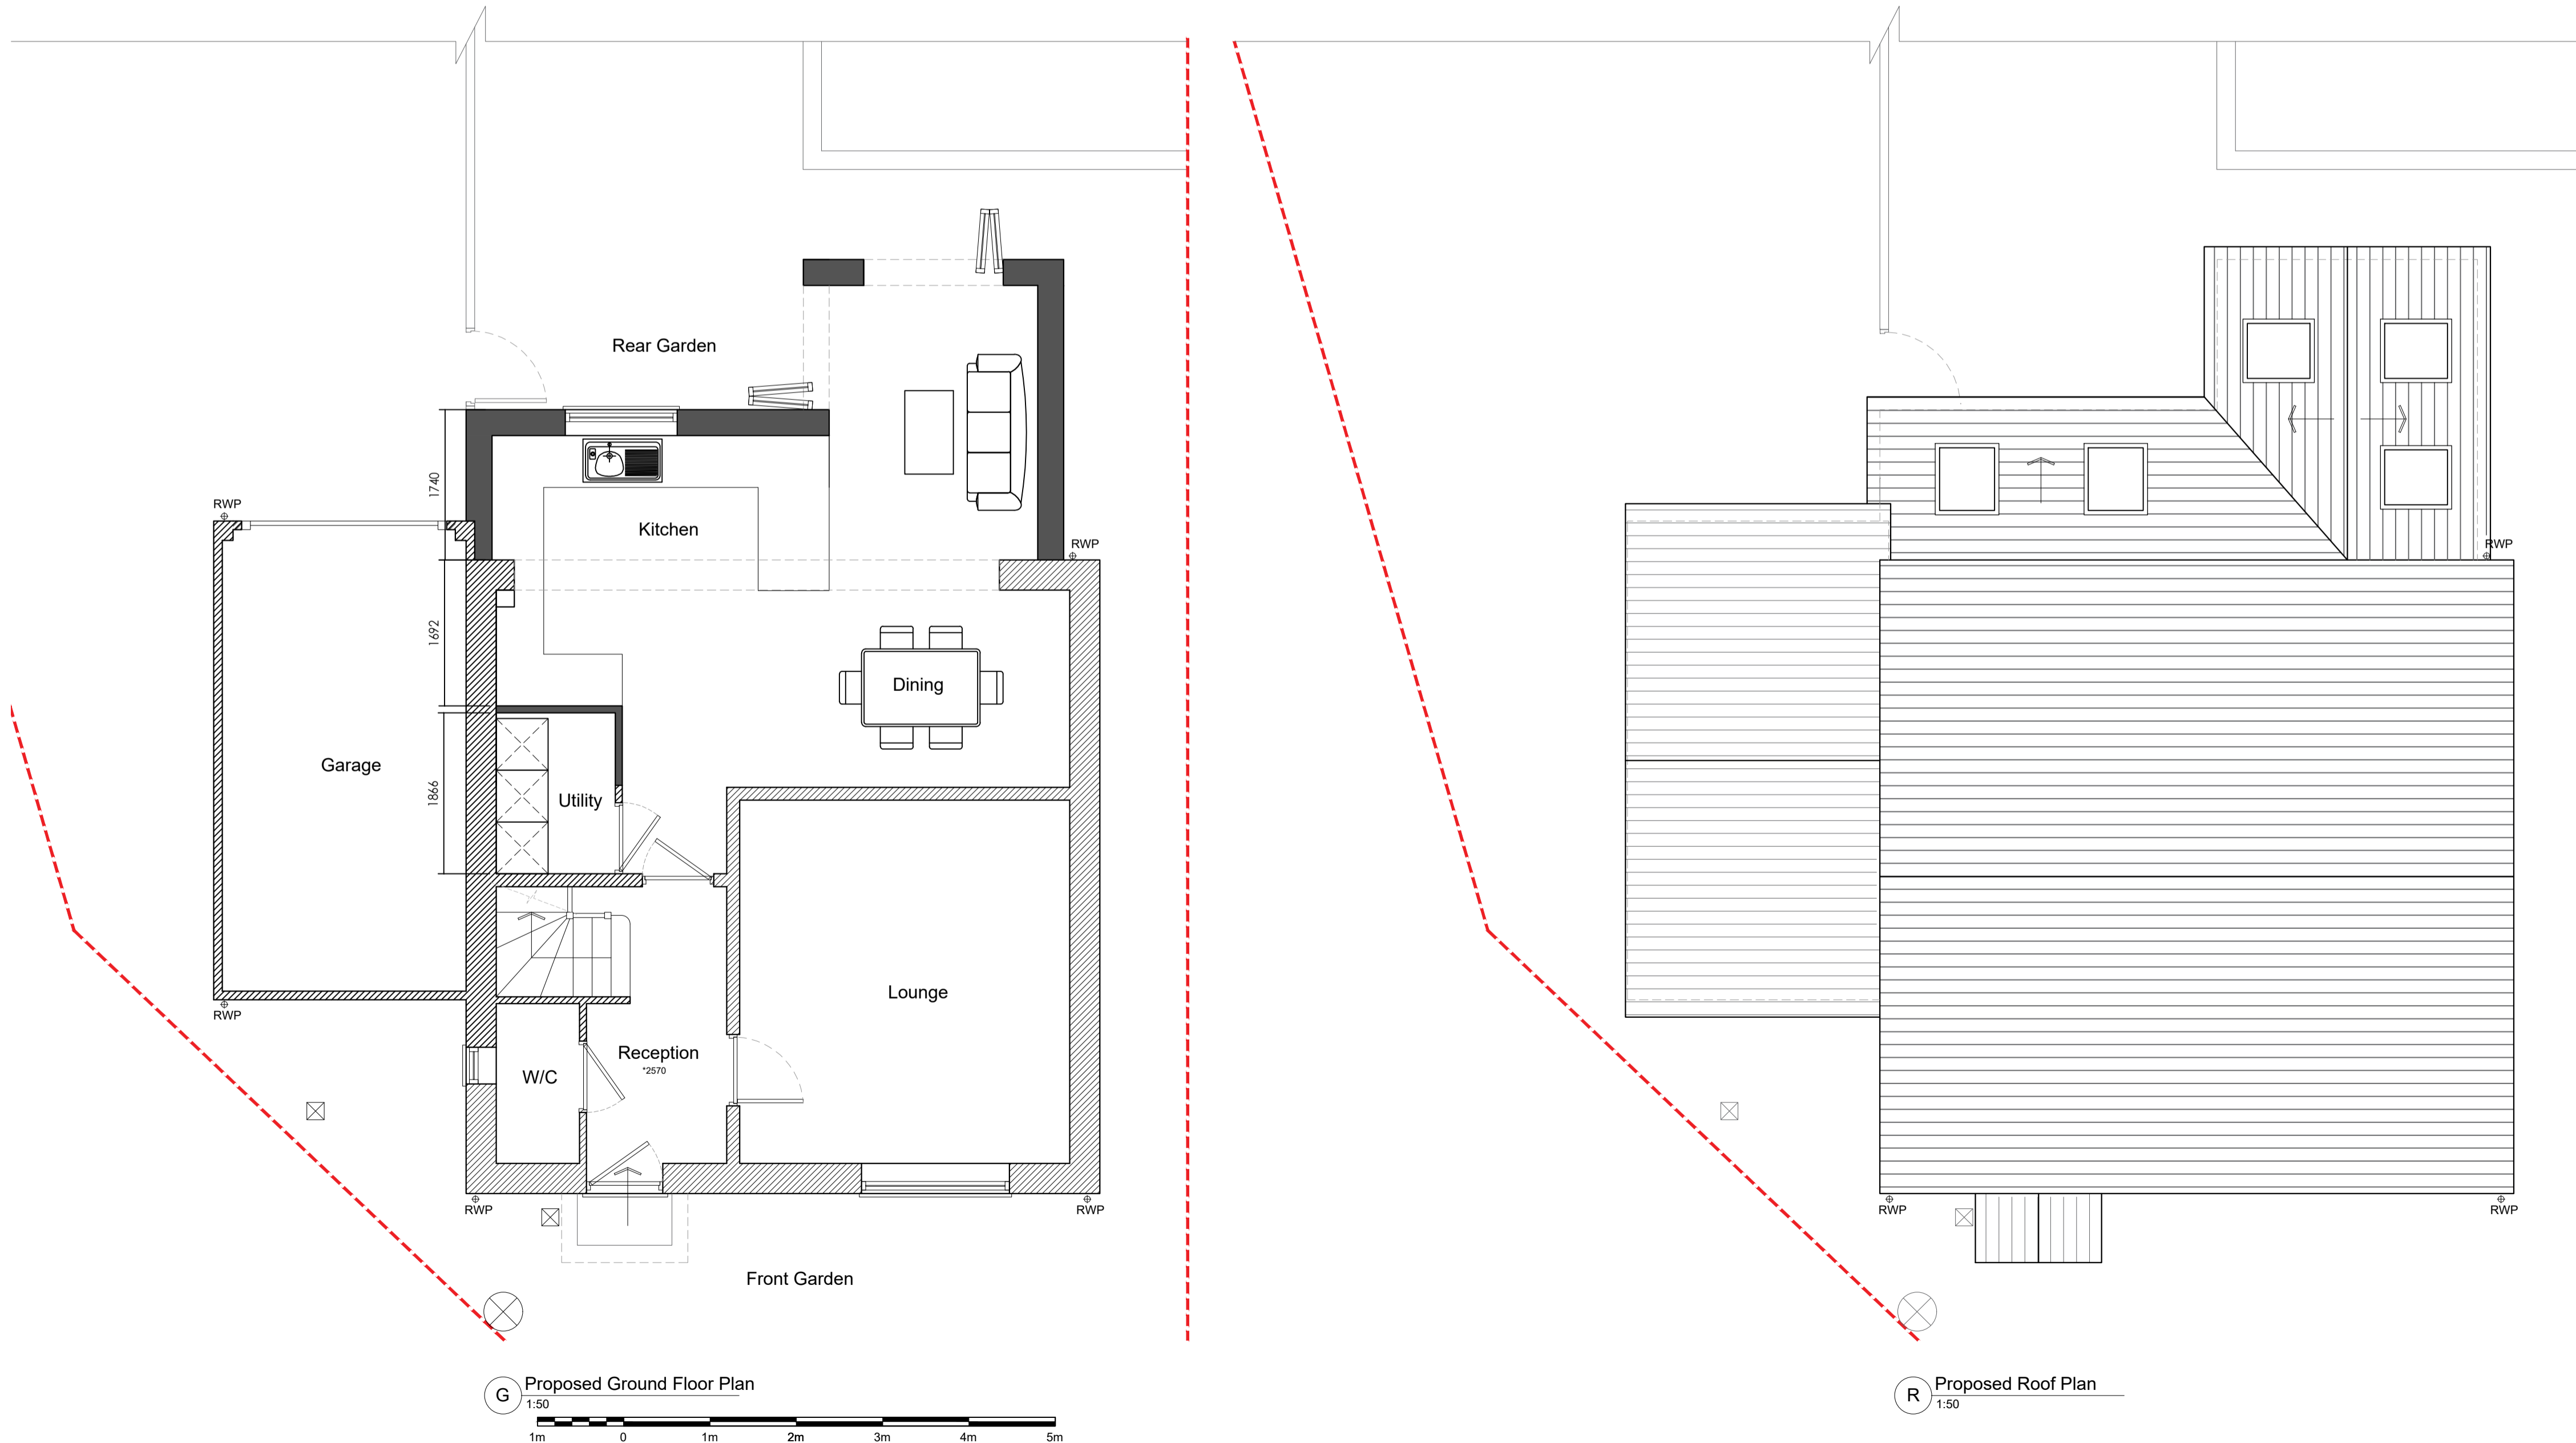 Rear Garden
1740
RWP
Kitchen
RWP
RWP
1692
Dining
Garage
1866
Utility
Lounge
RWP
Reception
*2570
W/C
RWP
RWP
RWP
RWP
Front Garden
G
Proposed Ground Floor Plan
1:50
1m 0 1m 2m 3m 4m 5m
R
Proposed Roof Plan
1:50